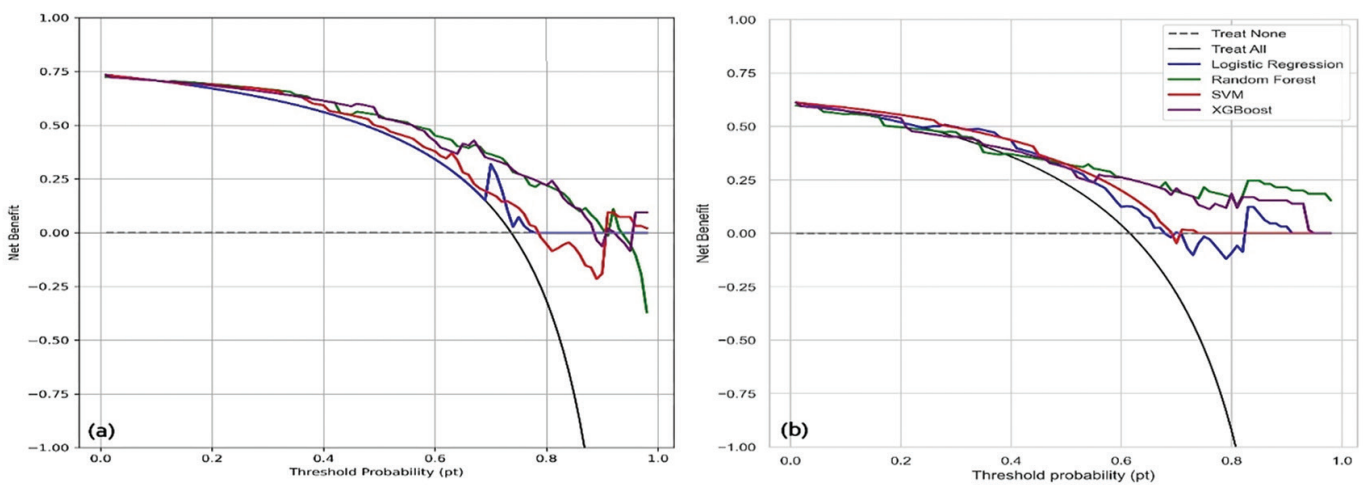 1.00
0.75
0.50
0.25
0.00
−0.25
−0.50
−0.75
−1.00
Net Benefit
(a)
0.0 0.2 0.4 0.6 0.8 1.0
Threshold Probability (pt)
1.00
0.75
0.50
0.25
0.00
−0.25
−0.50
−0.75
−1.00
Net Benefit
Treat None
Treat All
Logistic Regression
Random Forest
SVM
XGBoost
(b)
0.0 0.2 0.4 0.6 0.8 1.0
Threshold probability (pt)